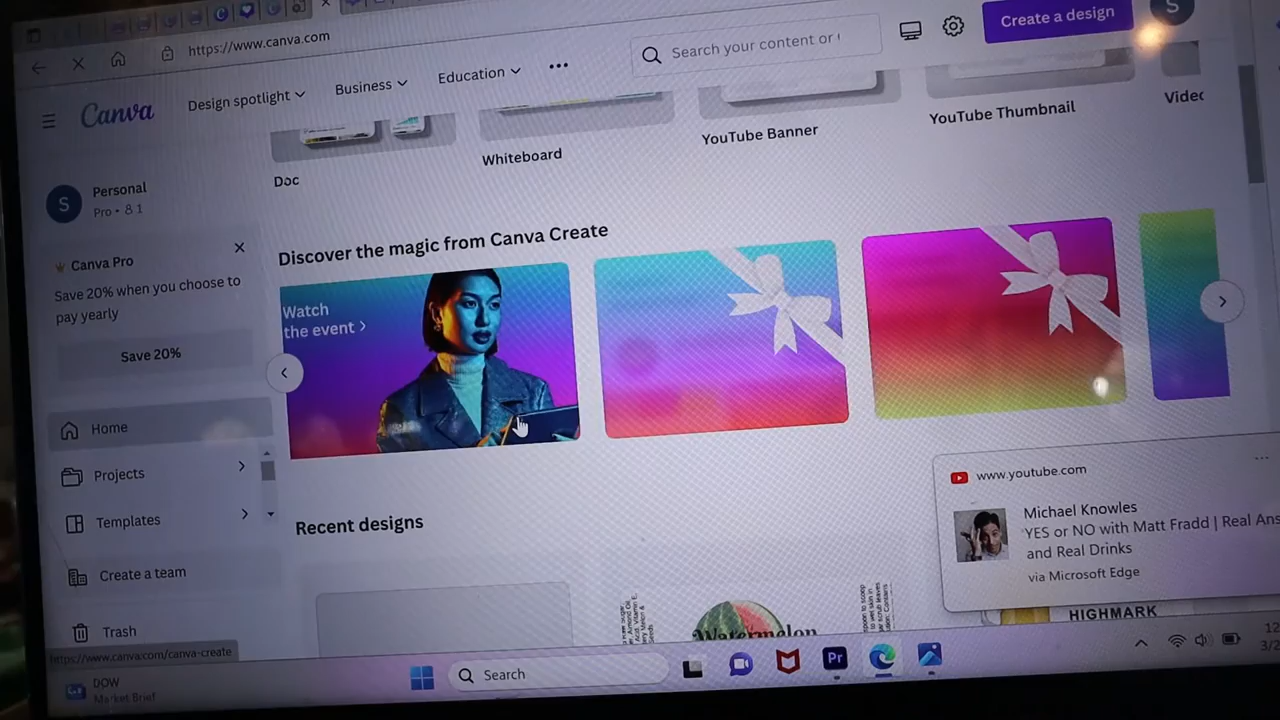 https://www.canva.com
Canva
Design spotlight
Business
Education
Search your content or
Create a design
S
Doc
Whiteboard
YouTube Banner
YouTube Thumbnail
S
Personal
Pro • 1
Canva Pro
Save 20% when you choose to
pay yearly
Save 20%
Home
Projects
Templates
Create a team
Trash
https://www.canva.com/canva-create
Discover the magic from Canva Create
Watch
the event
Recent designs
Watermelon
HIGHMARK
www.youtube.com
Michael Knowles
YES or NO with Matt Fradd | Real Ans
and Real Drinks
via Microsoft Edge
DOW
Market Brief
Search
Pr